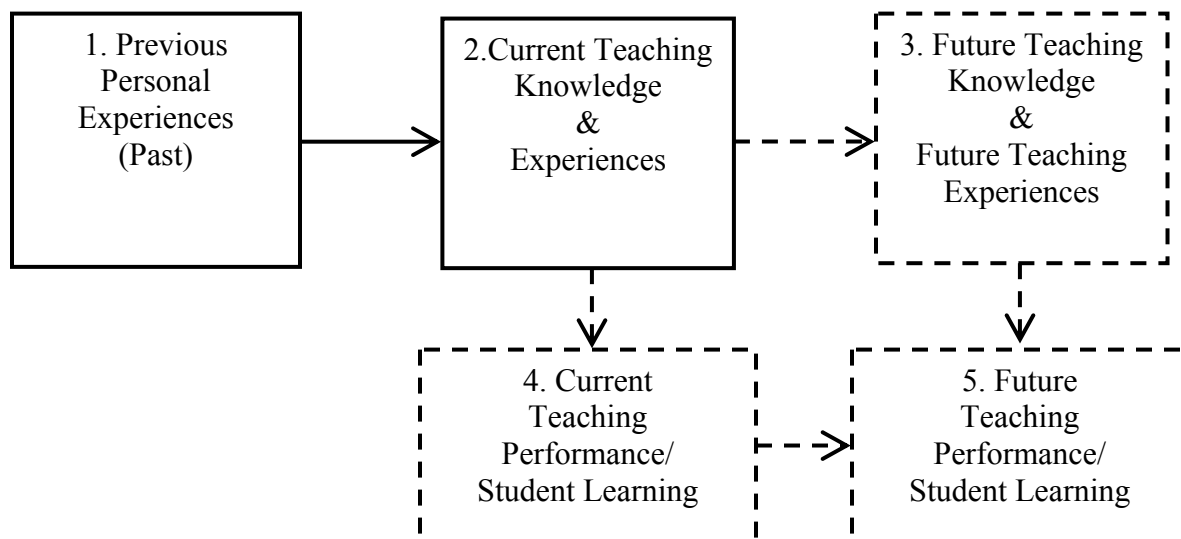 1. Previous
Personal
Experiences
(Past)
2.Current Teaching
Knowledge
&
Experiences
3. Future Teaching
Knowledge
&
Future Teaching
Experiences
4. Current
Teaching
Performance/
Student Learning
5. Future
Teaching
Performance/
Student Learning